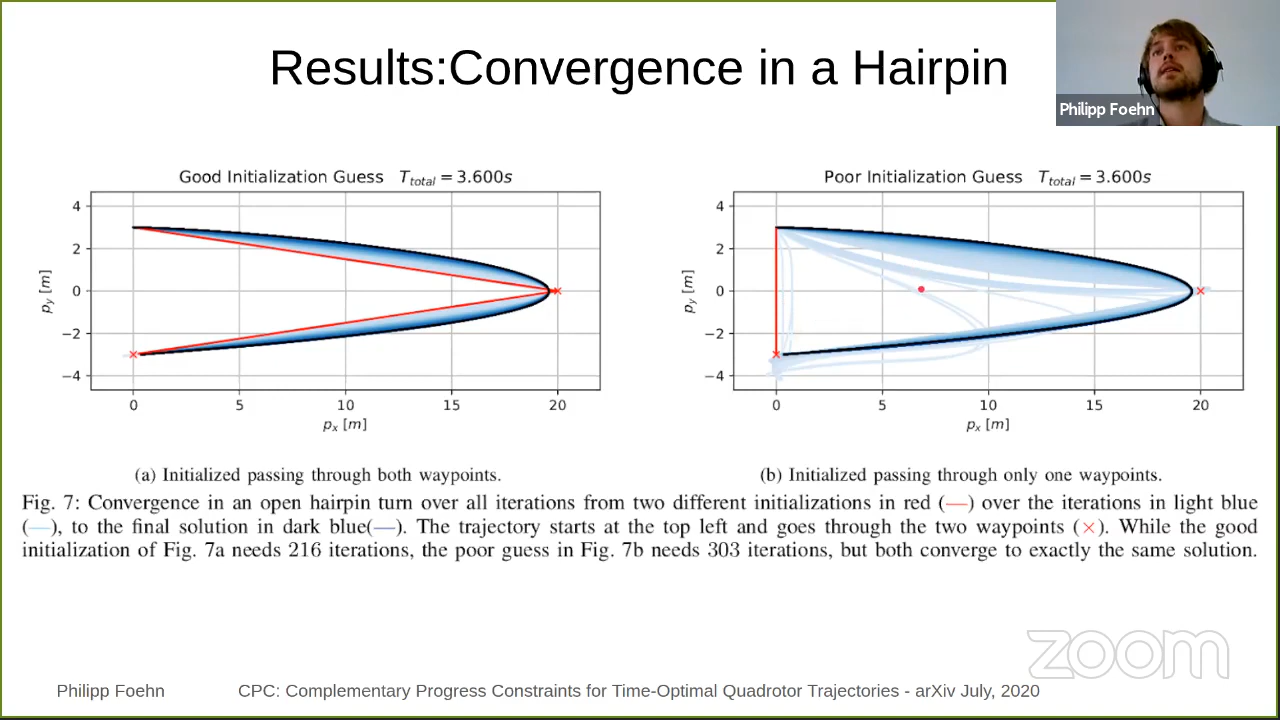 Results:Convergence in a Hairpin
Philipp Foehn
Good Initialization Guess T_total = 3.600s
4
2
0
−2
−4
p_y [m]
0 5 10 15 20
p_x [m]
Poor Initialization Guess T_total = 3.600s
4
2
0
−2
−4
p_y [m]
0 5 10 15 20
p_x [m]
(a) Initialized passing through both waypoints.
(b) Initialized passing through only one waypoints.
Fig. 7: Convergence in an open hairpin turn over all iterations from two different initializations in red (—) over the iterations in light blue
(—), to the final solution in dark blue(—). The trajectory starts at the top left and goes through the two waypoints (×). While the good
initialization of Fig. 7a needs 216 iterations, the poor guess in Fig. 7b needs 303 iterations, but both converge to exactly the same solution.
zoom
Philipp Foehn CPC: Complementary Progress Constraints for Time-Optimal Quadrotor Trajectories - arXiv July, 2020